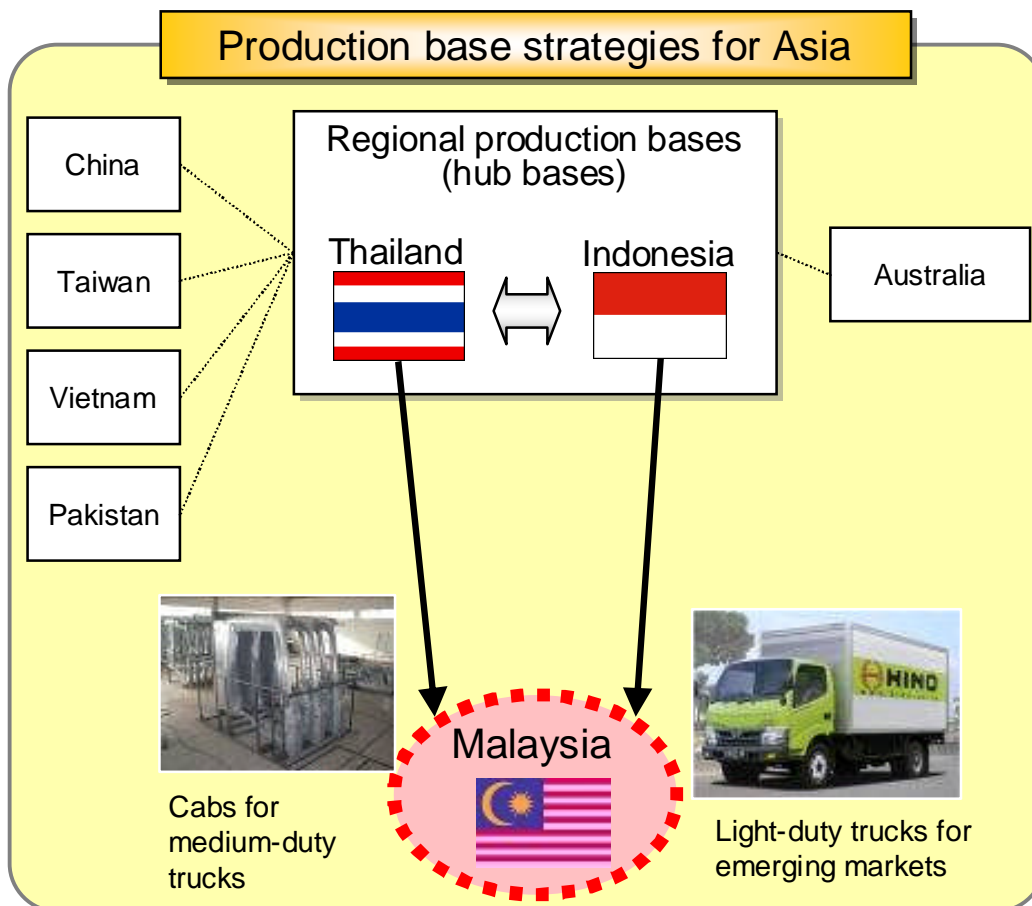 Production base strategies for Asia
China
Taiwan
Vietnam
Pakistan
Regional production bases
(hub bases)
Thailand
Indonesia
Australia
HINO
Malaysia
Cabs for
medium-duty
trucks
Light-duty trucks for
emerging markets